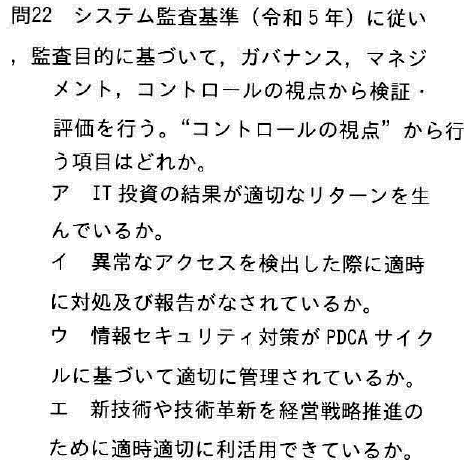 問22 システム監査基準（令和5年）に従い
，監査目的に基づいて，ガバナンス，マネジ
メント，コントロールの視点から検証・
評価を行う。“コントロールの視点”から行
う項目はどれか。
ア IT投資の結果が適切なリターンを生
んでいるか。
イ 異常なアクセスを検出した際に適時
に対処及び報告がなされているか。
ウ 情報セキュリティ対策がPDCAサイク
ルに基づいて適切に管理されているか。
エ 新技術や技術革新を経営戦略推進の
ために適時適切に利活用できているか。